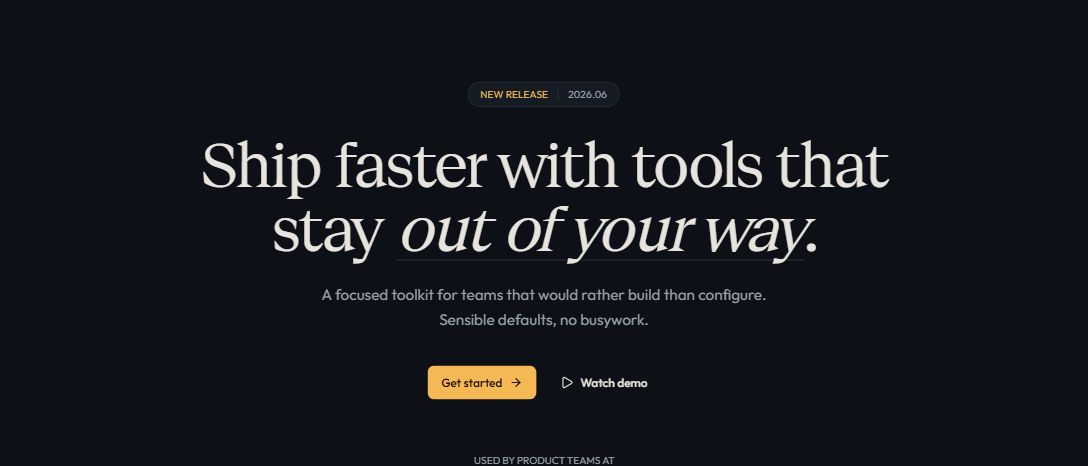 NEW RELEASE | 2026.06
Ship faster with tools that
stay out of your way.
A focused toolkit for teams that would rather build than configure.
Sensible defaults, no busywork.
Get started → Watch demo
USED BY PRODUCT TEAMS AT